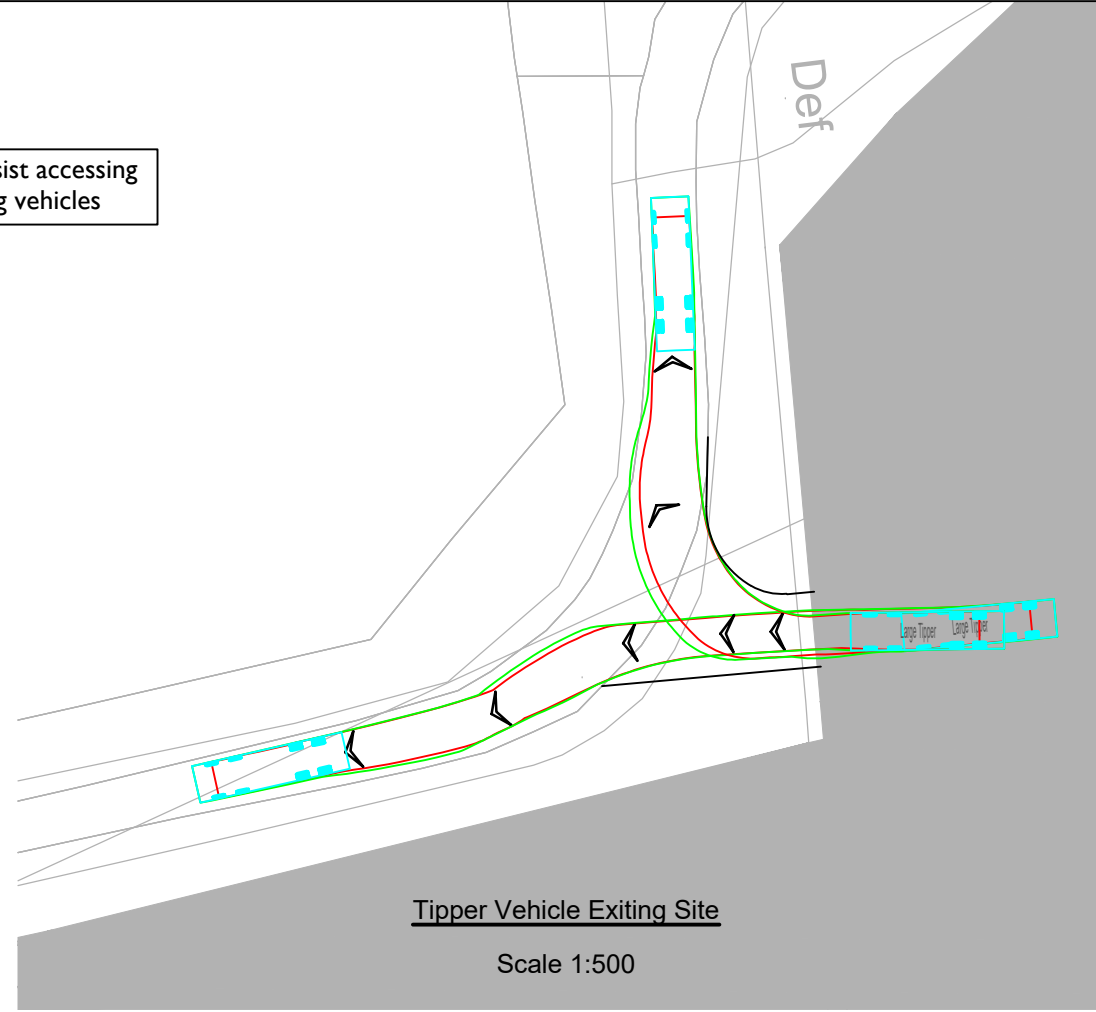 Def
sist accessing
g vehicles
Large Tipper Large Tipper
Tipper Vehicle Exiting Site
Scale 1:500